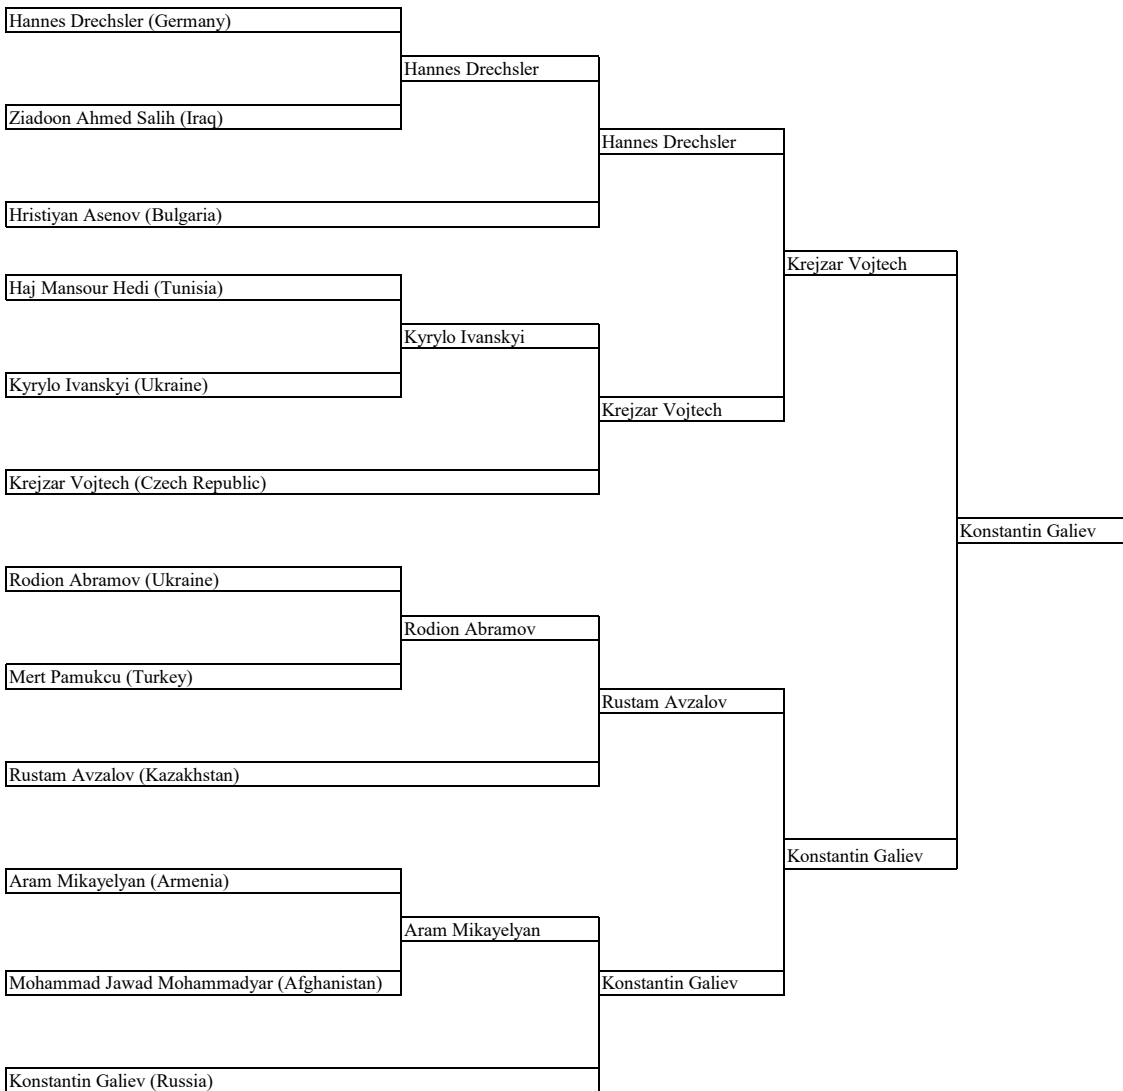 Hannes Drechsler (Germany)
Hannes Drechsler
Ziadoon Ahmed Salih (Iraq)
Hannes Drechsler
Hristiyan Asenov (Bulgaria)
Krejzar Vojtech
Haj Mansour Hedi (Tunisia)
Kyrylo Ivanskyi
Kyrylo Ivanskyi (Ukraine)
Krejzar Vojtech
Krejzar Vojtech (Czech Republic)
Konstantin Galiev
Rodion Abramov (Ukraine)
Rodion Abramov
Mert Pamukcu (Turkey)
Rustam Avzalov
Rustam Avzalov (Kazakhstan)
Konstantin Galiev
Aram Mikayelyan (Armenia)
Aram Mikayelyan
Mohammad Jawad Mohammadyar (Afghanistan)
Konstantin Galiev
Konstantin Galiev (Russia)